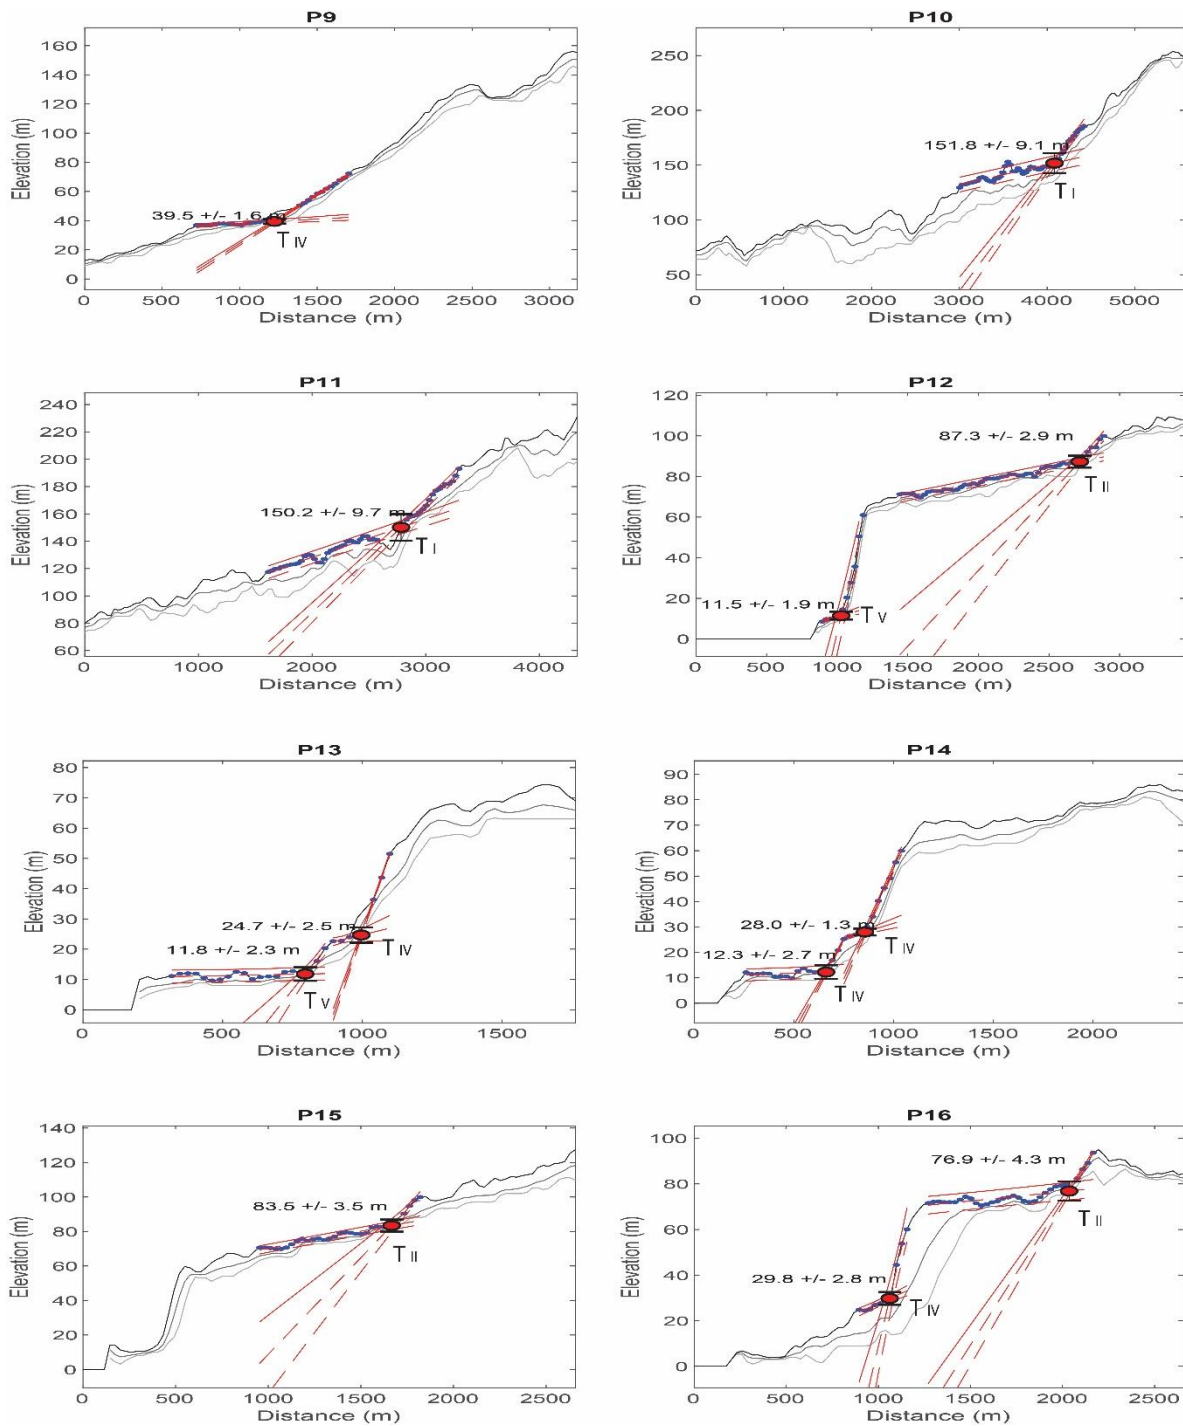 P9
Elevation (m)
160
140
120
100
80
60
40
20
0
39.5 +/- 1.6 m
T IV
0 500 1000 1500 2000 2500 3000
Distance (m)
P10
Elevation (m)
250
200
150
100
50
151.8 +/- 9.1 m
T I
0 1000 2000 3000 4000 5000
Distance (m)
P11
Elevation (m)
240
220
200
180
160
140
120
100
80
60
150.2 +/- 9.7 m
T I
0 1000 2000 3000 4000
Distance (m)
P12
Elevation (m)
120
100
80
60
40
20
0
87.3 +/- 2.9 m
T II
11.5 +/- 1.9 m
T V
0 500 1000 1500 2000 2500 3000
Distance (m)
P13
Elevation (m)
80
70
60
50
40
30
20
10
0
24.7 +/- 2.5 m
T IV
11.8 +/- 2.3 m
T V
0 500 1000 1500
Distance (m)
P14
Elevation (m)
90
80
70
60
50
40
30
20
10
0
28.0 +/- 1.3 m
T IV
12.3 +/- 2.7 m
T IV
0 500 1000 2000
Distance (m)
P15
Elevation (m)
140
120
100
80
60
40
20
0
83.5 +/- 3.5 m
T II
0 500 1000 1500 2000 2500
Distance (m)
P16
Elevation (m)
100
80
60
40
20
0
76.9 +/- 4.3 m
T II
29.8 +/- 2.8 m
T IV
0 500 1000 1500 2000 2500
Distance (m)